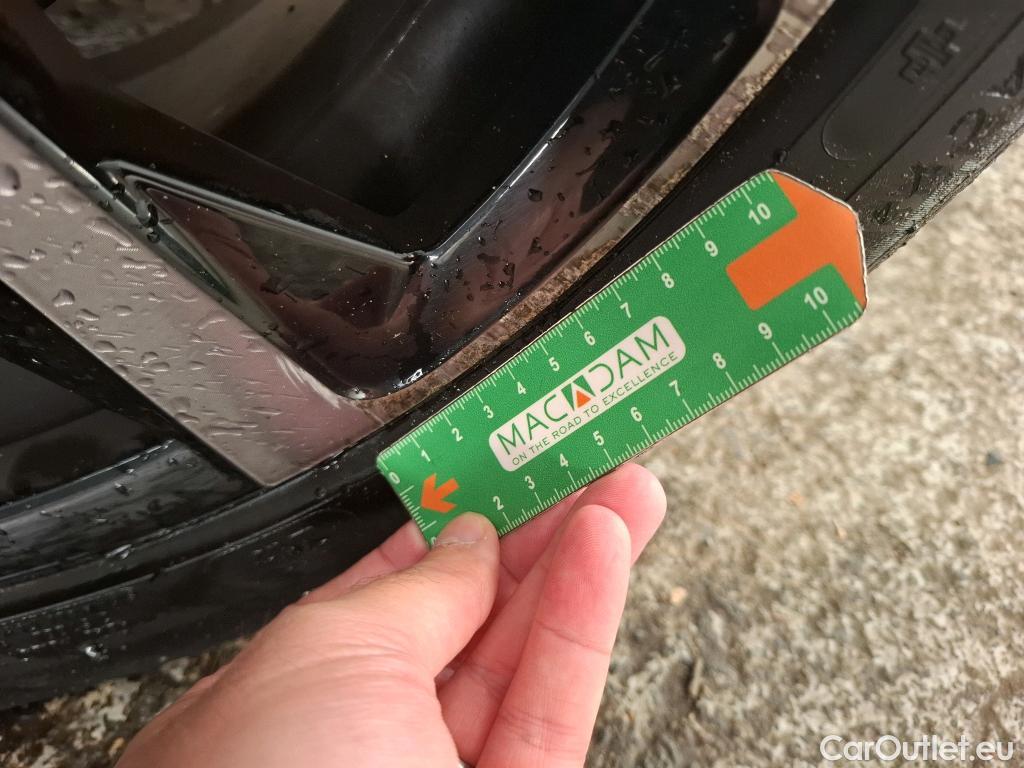 0 1 2 3 4 5 6 7 8 9 10
MACADAM
ON THE ROAD TO EXCELLENCE
2 3 4 5 6 7 8 9 10
CarOutlet.eu